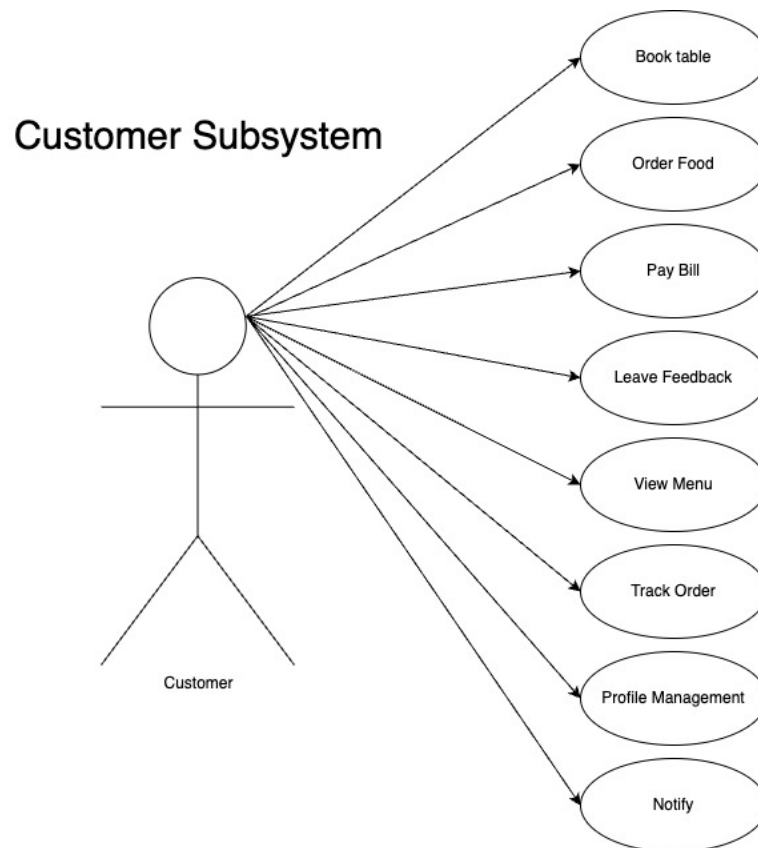 Book table
Customer Subsystem
Order Food
Pay Bill
Leave Feedback
View Menu
Track Order
Customer
Profile Management
Notify